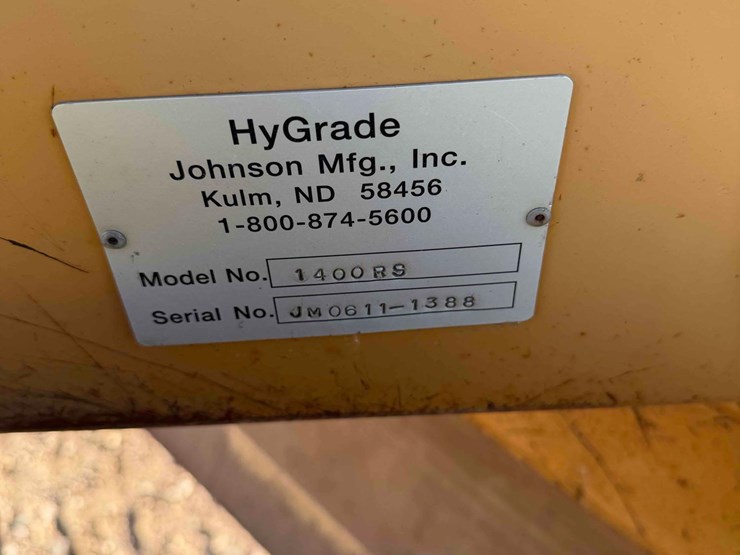 HyGrade
Johnson Mfg., Inc.
Kulm, ND 58456
1-800-874-5600
Model No. 1400RS
Serial No. JM0611-1388